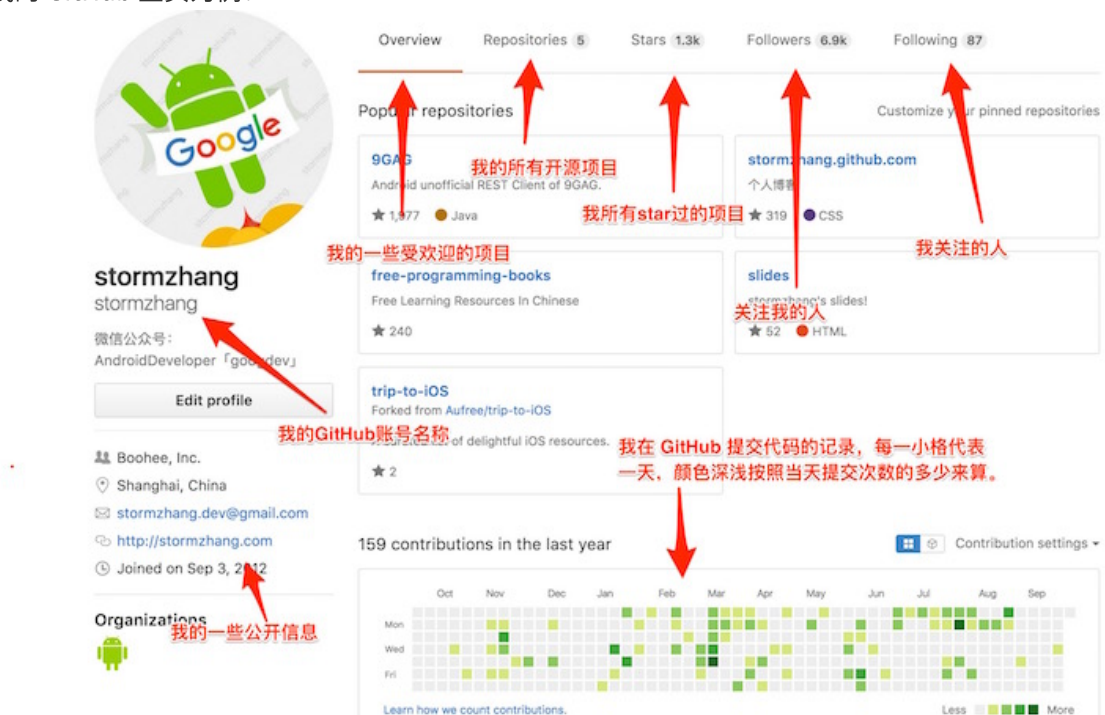 Overview Repositories 5 Stars 1.3k Followers 6.9k Following 87
Popular repositories
Customize your pinned repositories
Google
9GAG
Android unofficial REST Client of 9GAG.
1,977 Java
我的所有开源项目
我所有star过的项目
stormzhang.github.com
个人博客
319 CSS
我的一些受欢迎的项目
我关注的人
stormzhang
stormzhang
微信公众号:
AndroidDeveloper「googdev」
Edit profile
free-programming-books
Free Learning Resources In Chinese
240
slides
stormzhang's slides!
关注我的人
52 HTML
trip-to-iOS
Forked from Aufree/trip-to-iOS
of delightful iOS resources.
2
我的GitHub账号名称
我在 GitHub 提交代码的记录，每一小格代表
一天，颜色深浅按照当天提交次数的多少来算。
Boohee, Inc.
Shanghai, China
stormzhang.dev@gmail.com
http://stormzhang.com
Joined on Sep 3, 2012
Organizations
我的一些公开信息
159 contributions in the last year
Contribution settings
Oct Nov Dec Jan Feb Mar Apr May Jun Jul Aug Sep
Mon
Wed
Fri
Learn how we count contributions.
Less More